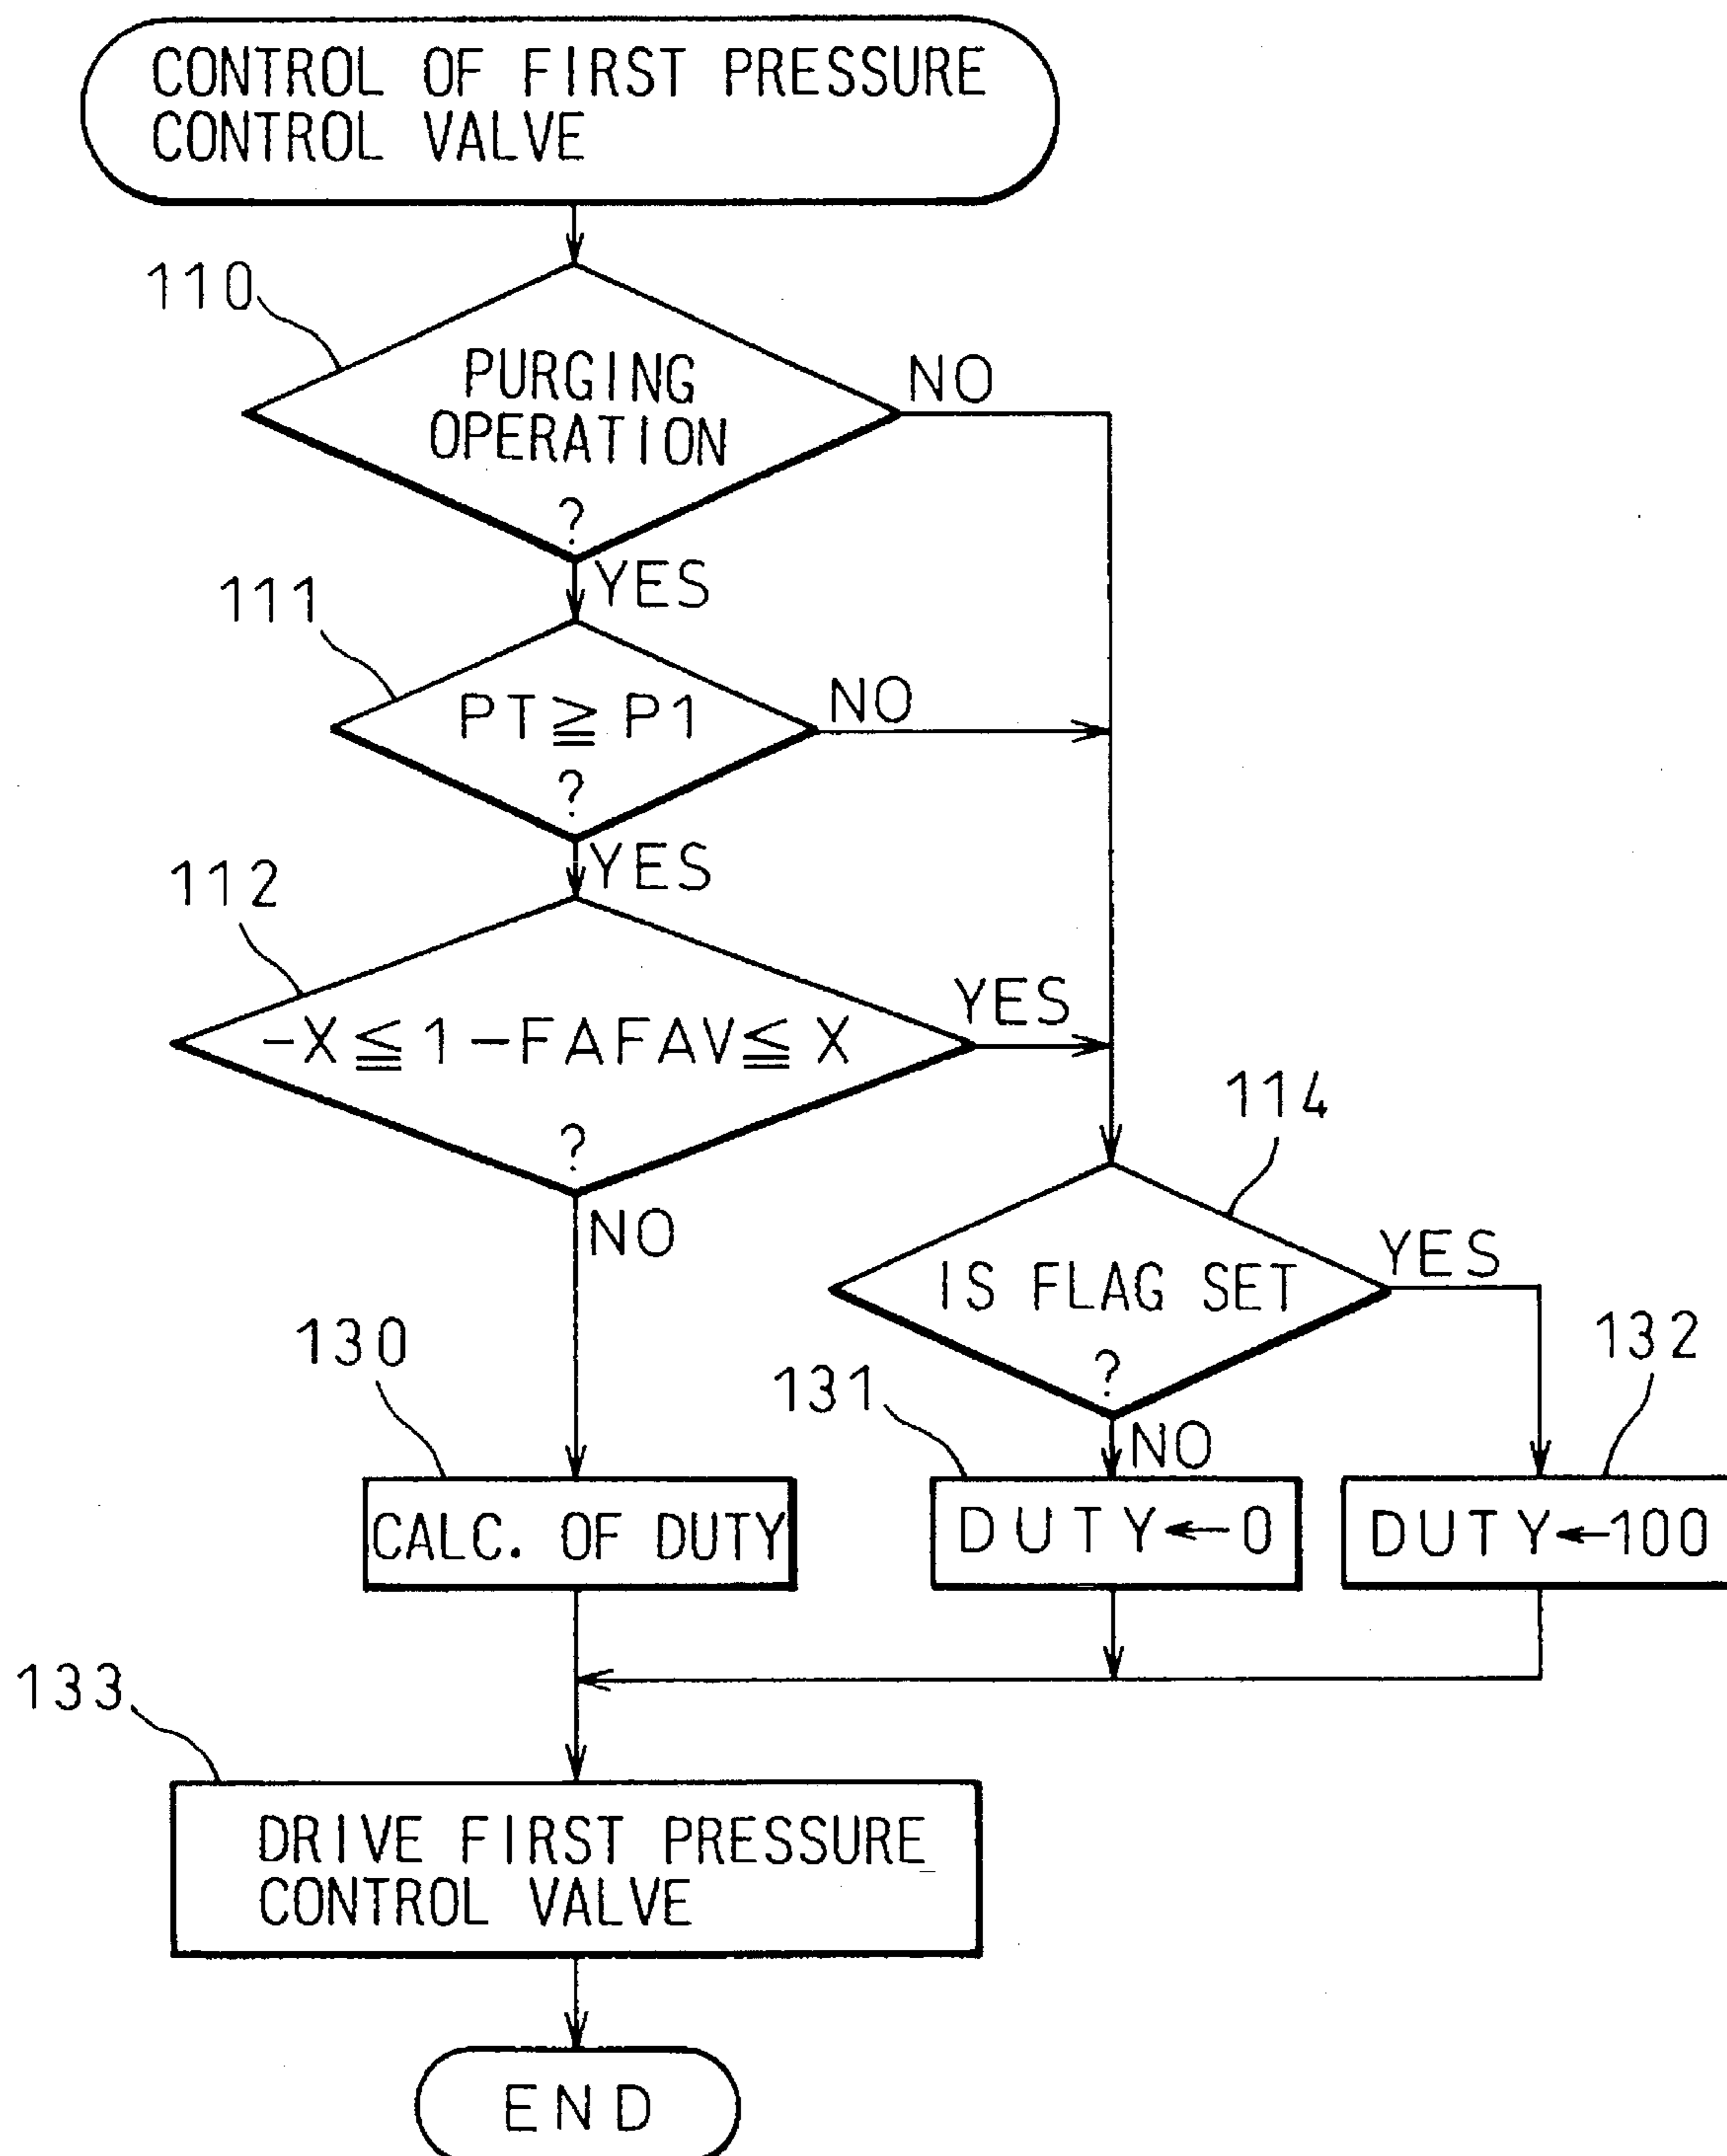 CONTROL OF FIRST PRESSURE
CONTROL VALVE
110
PURGING
OPERATION
?
NO
YES
111
PT≧P1
?
NO
YES
112
-X≦1-FAFAV≦X
?
YES
NO
114
IS FLAG SET
?
YES
NO
130
CALC. OF DUTY
131
DUTY←0
132
DUTY←100
133
DRIVE FIRST PRESSURE
CONTROL VALVE
END